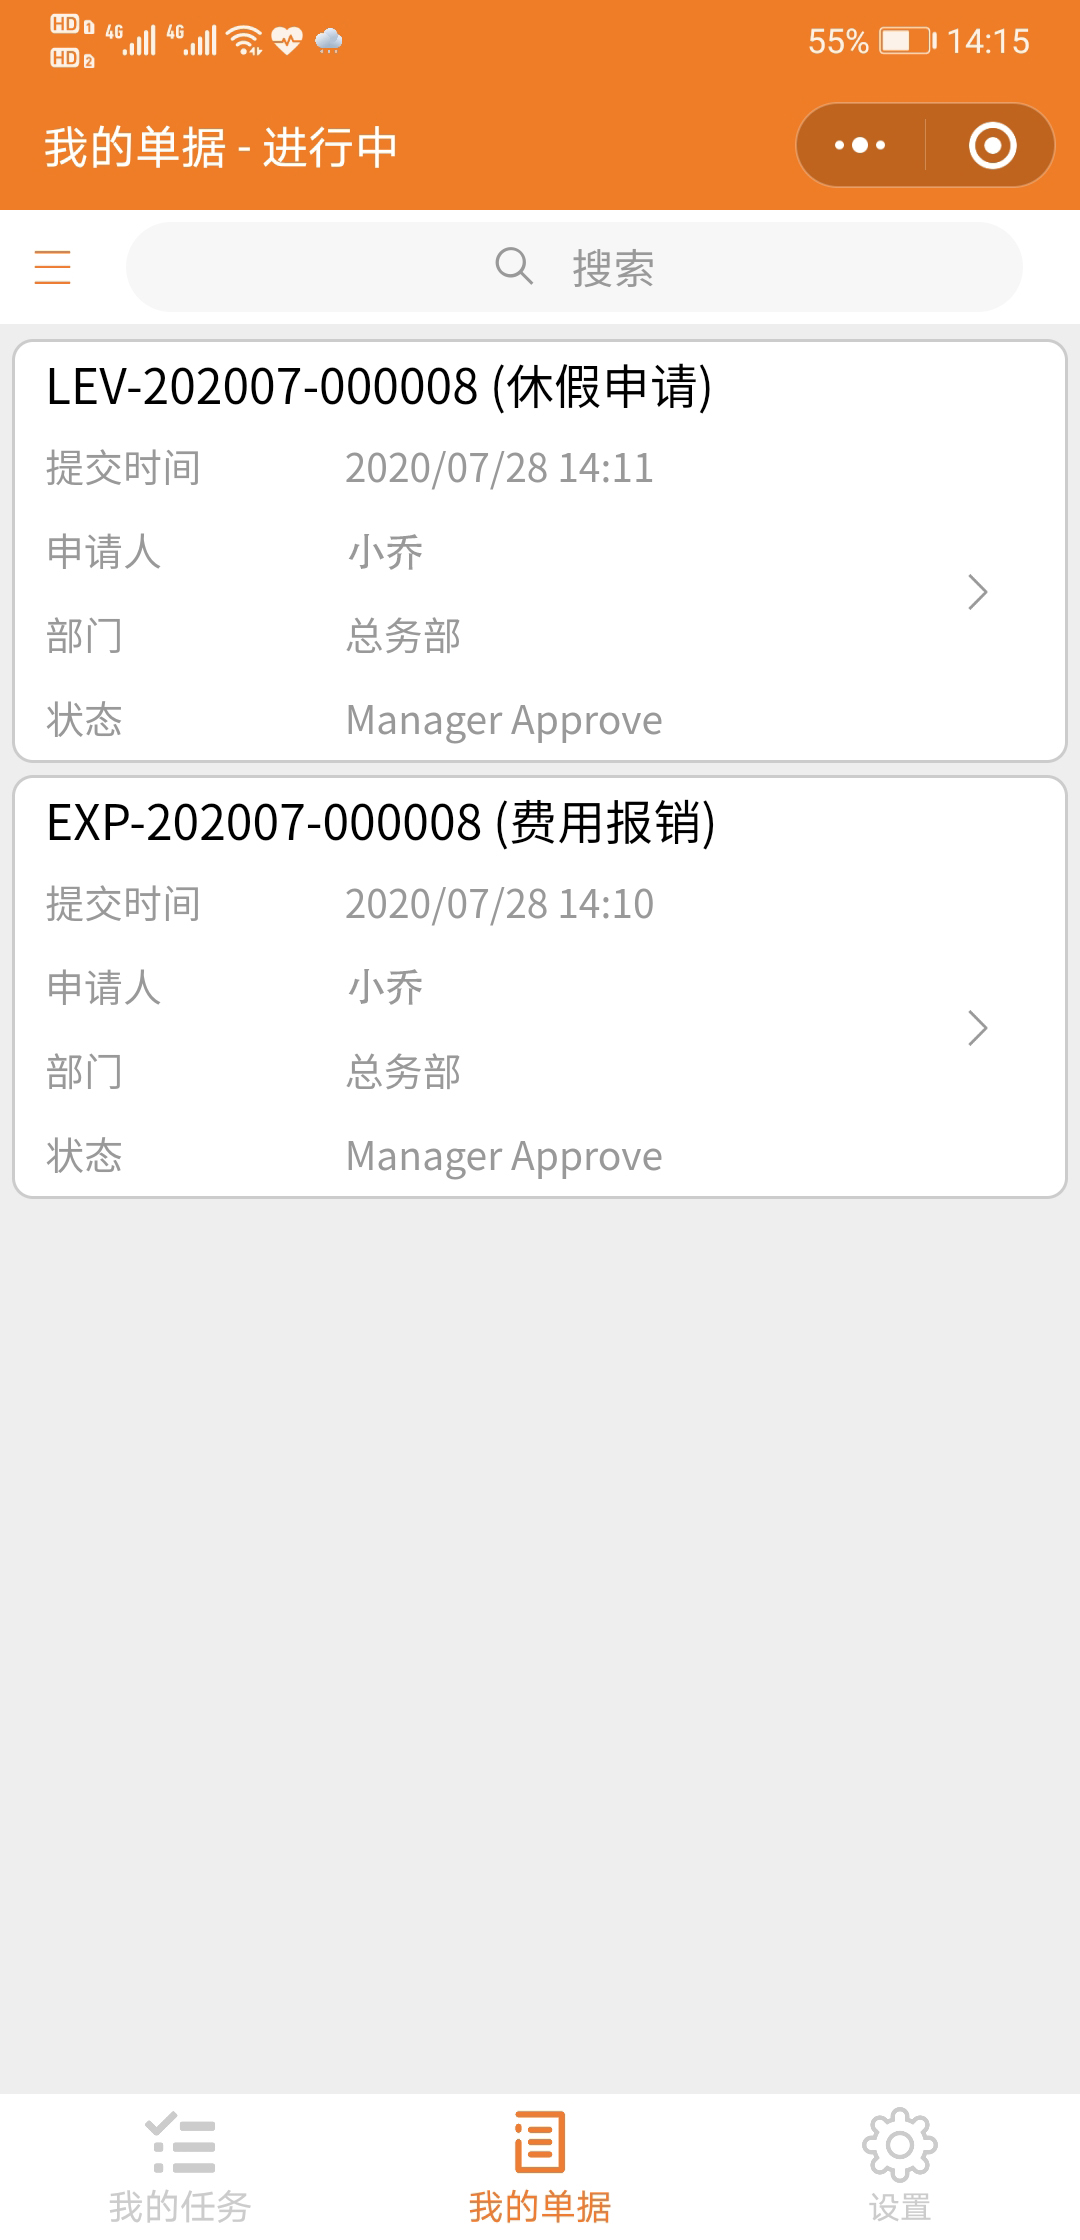 HD 1 4G 4G 55% 14:15
HD 2
我的单据 - 进行中
搜索
LEV-202007-000008 (休假申请)
提交时间 2020/07/28 14:11
申请人 小乔
部门 总务部
状态 Manager Approve
EXP-202007-000008 (费用报销)
提交时间 2020/07/28 14:10
申请人 小乔
部门 总务部
状态 Manager Approve
我的任务 我的单据 设置